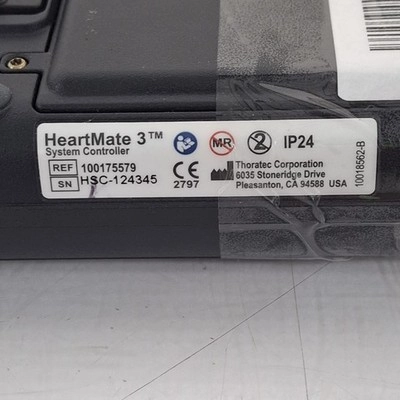 HeartMate 3™
System Controller
REF 100175579
SN HSC-124345
CE 2797
MR
2
IP24
Thoratec Corporation
6035 Stoneridge Drive
Pleasanton, CA 94588 USA
10018562-B